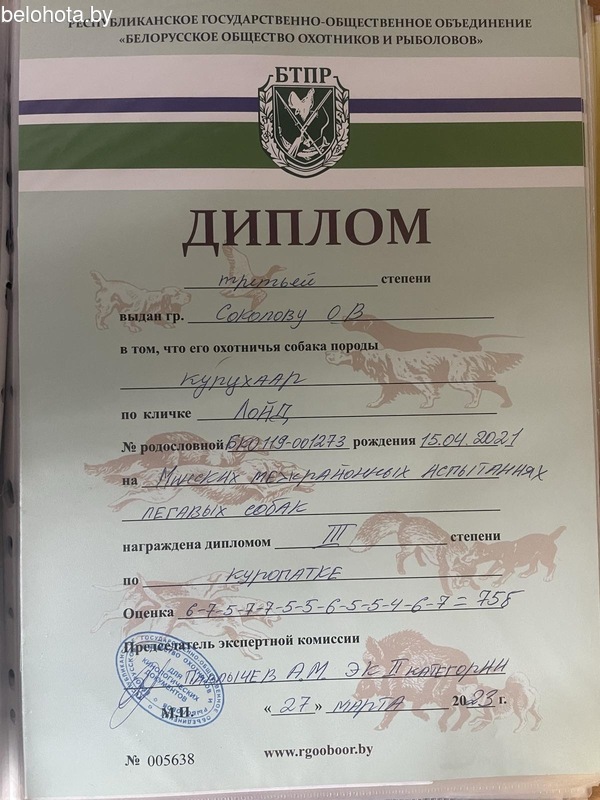 belohota.by
РЕСПУБЛИКАНСКОЕ ГОСУДАРСТВЕННО-ОБЩЕСТВЕННОЕ ОБЪЕДИНЕНИЕ
«БЕЛОРУССКОЕ ОБЩЕСТВО ОХОТНИКОВ И РЫБОЛОВОВ»
БТПР
ДИПЛОМ
третьей степени
выдан гр. Соколову О В
в том, что его охотничья собака породы
курцхаар
по кличке Лойд
№ родословной БКО 119-001273 рождения 15.04.2021
на Минских межрайонных испытаниях
легавых собак
награждена дипломом III степени
по куропатке
Оценка 6-7-5-7-7-5-5-6-5-5-4-6-7=75б
Председатель экспертной комиссии
А.М. ЭК II категории
ДЛЯ
КИНОЛОГИЧЕСКИХ
ДОКУМЕНТОВ
М.П. « 27 » марта 2023 г.
№ 005638 www.rgooboor.by